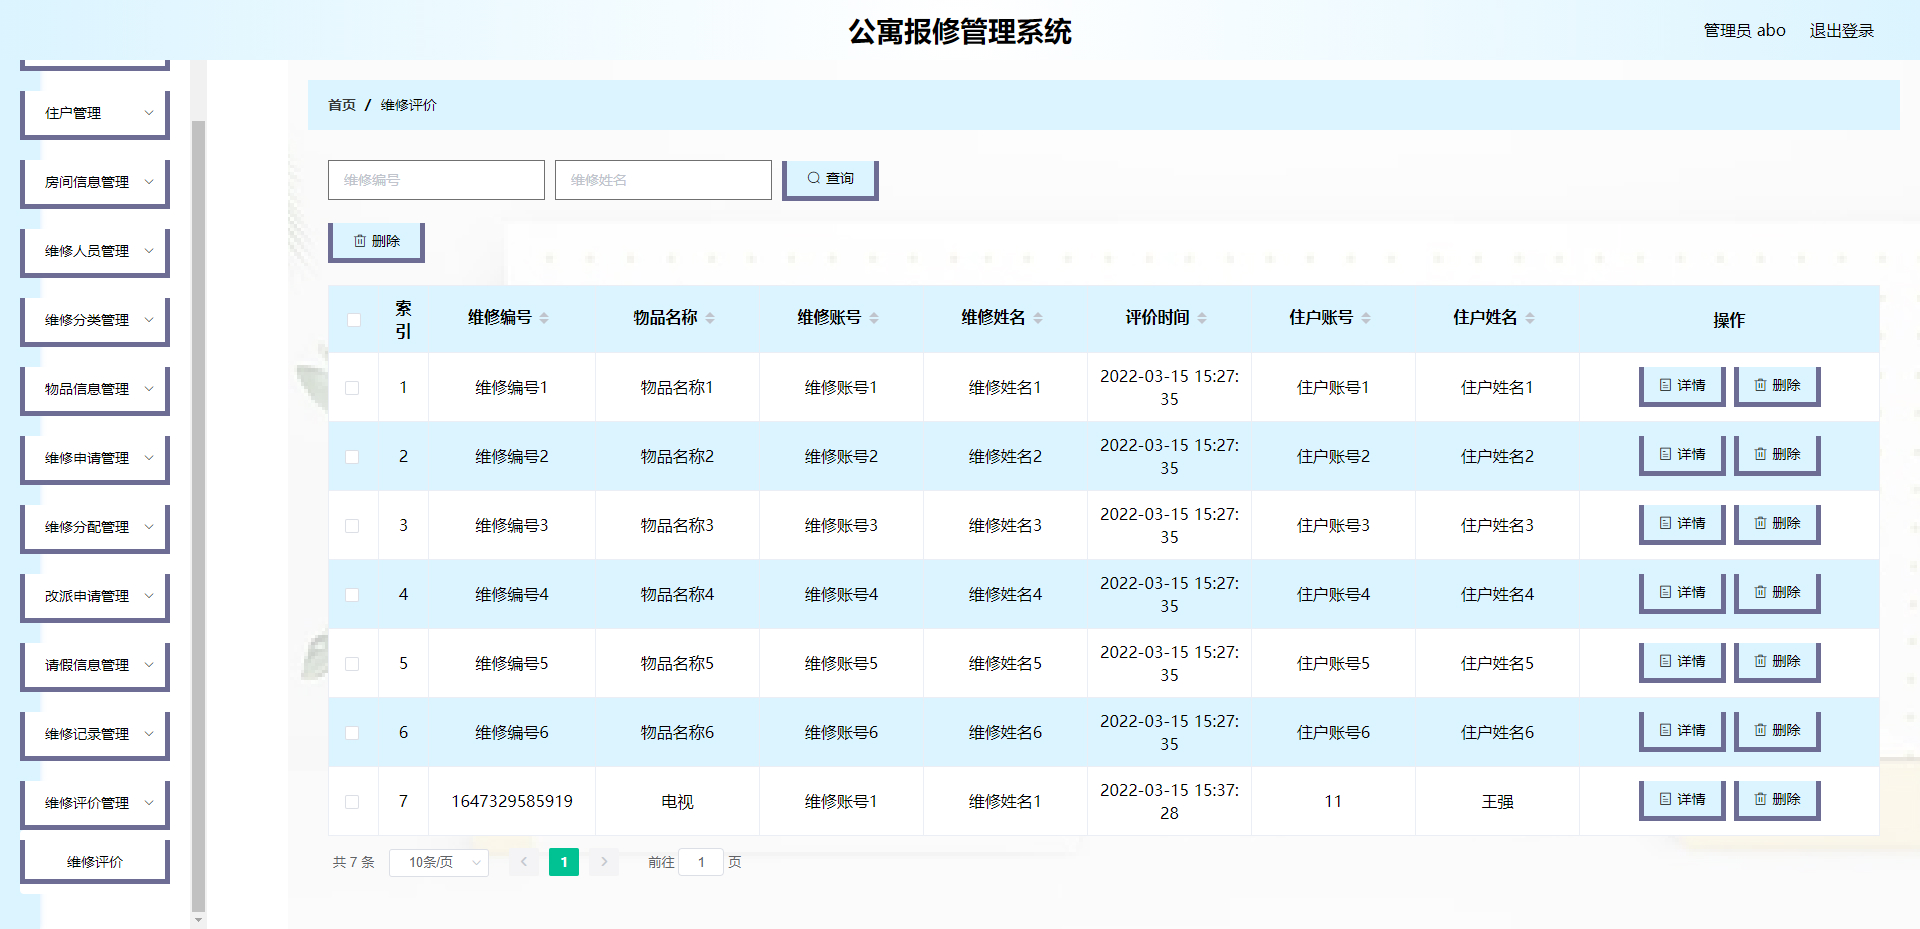 公寓报修管理系统
管理员 abo 退出登录
住户管理
房间信息管理
维修人员管理
维修分类管理
物品信息管理
维修申请管理
维修分配管理
改派申请管理
请假信息管理
维修记录管理
维修评价管理
维修评价
首页 / 维修评价
维修编号 维修姓名 查询
删除
索引 维修编号 物品名称 维修账号 维修姓名 评价时间 住户账号 住户姓名 操作
1 维修编号1 物品名称1 维修账号1 维修姓名1 2022-03-15 15:27:35 住户账号1 住户姓名1 详情 删除
2 维修编号2 物品名称2 维修账号2 维修姓名2 2022-03-15 15:27:35 住户账号2 住户姓名2 详情 删除
3 维修编号3 物品名称3 维修账号3 维修姓名3 2022-03-15 15:27:35 住户账号3 住户姓名3 详情 删除
4 维修编号4 物品名称4 维修账号4 维修姓名4 2022-03-15 15:27:35 住户账号4 住户姓名4 详情 删除
5 维修编号5 物品名称5 维修账号5 维修姓名5 2022-03-15 15:27:35 住户账号5 住户姓名5 详情 删除
6 维修编号6 物品名称6 维修账号6 维修姓名6 2022-03-15 15:27:35 住户账号6 住户姓名6 详情 删除
7 1647329585919 电视 维修账号1 维修姓名1 2022-03-15 15:37:28 11 王强 详情 删除
共 7 条 10条/页 1 前往 1 页